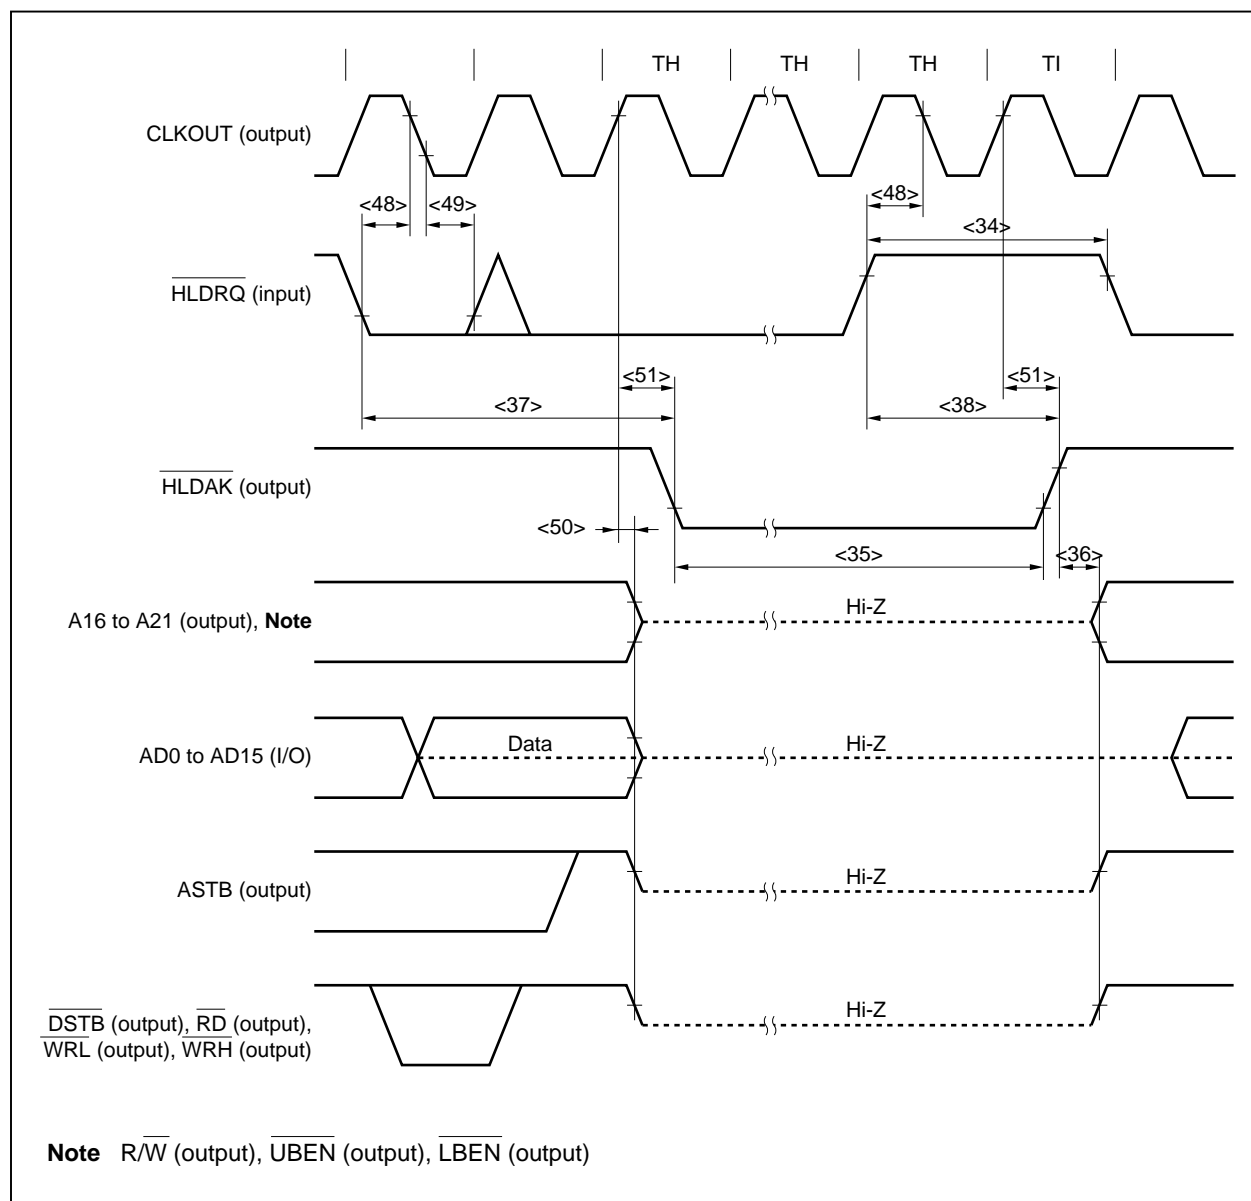 TH TH TH TI
CLKOUT (output)
<48> <49> <48>
<34>
HLDRQ (input)
<51> <51>
<37> <38>
HLDAK (output)
<50>
<35> <36>
A16 to A21 (output), Note Hi-Z
AD0 to AD15 (I/O) Data Hi-Z
ASTB (output) Hi-Z
DSTB (output), RD (output), Hi-Z
WRL (output), WRH (output)
Note R/W (output), UBEN (output), LBEN (output)